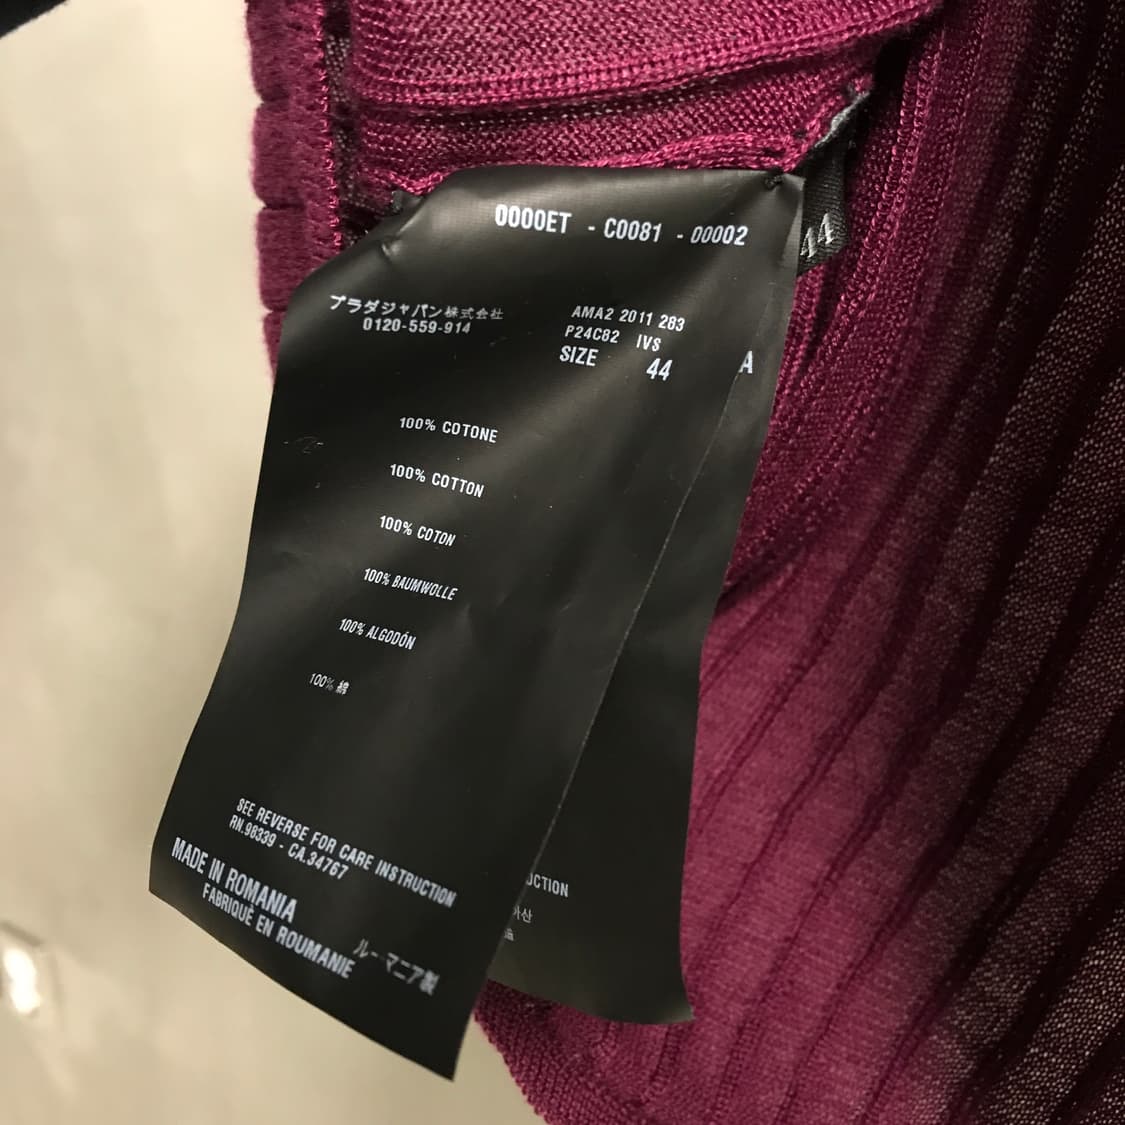 0000ET - C0081 - 00002
44
プラダジャパン株式会社
0120-559-914
AMA2 2011 283
P24C82 IVS
SIZE 44
A
100% COTONE
100% COTTON
100% COTON
100% BAUMWOLLE
100% ALGODÓN
100% 綿
SEE REVERSE FOR CARE INSTRUCTION
RN.98339 - CA.34767
MADE IN ROMANIA
FABRIQUÉ EN ROUMANIE
ルーマニア製
UCTION